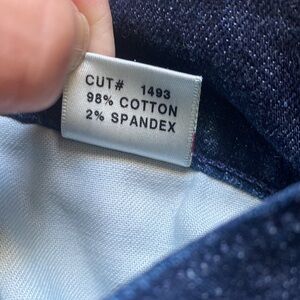 CUT# 1493
98% COTTON
2% SPANDEX